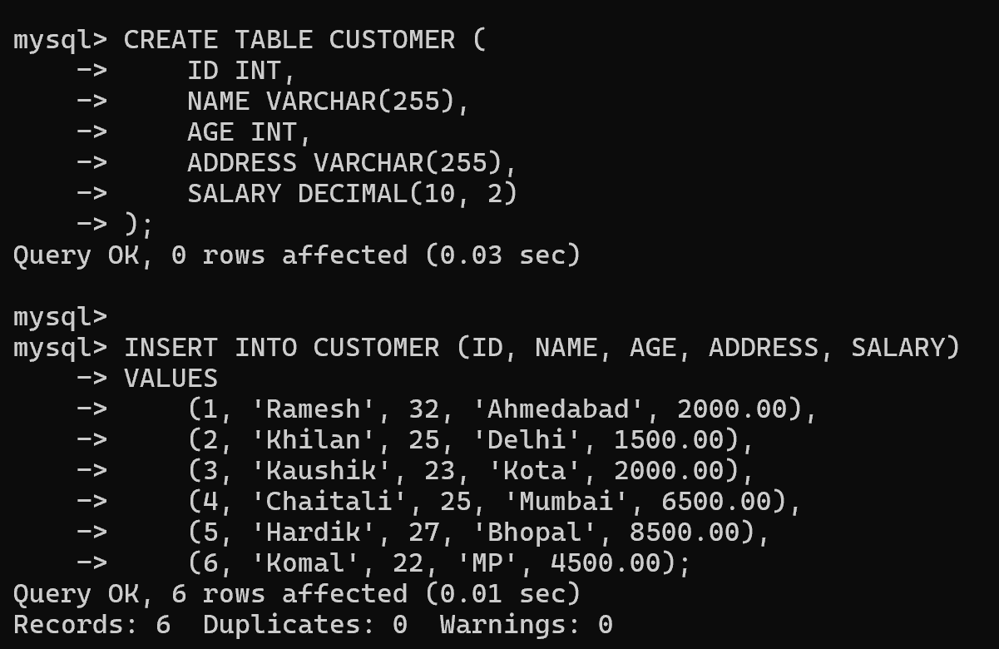 mysql> CREATE TABLE CUSTOMER (
    ->     ID INT,
    ->     NAME VARCHAR(255),
    ->     AGE INT,
    ->     ADDRESS VARCHAR(255),
    ->     SALARY DECIMAL(10, 2)
    -> );
Query OK, 0 rows affected (0.03 sec)

mysql>
mysql> INSERT INTO CUSTOMER (ID, NAME, AGE, ADDRESS, SALARY)
    -> VALUES
    ->     (1, 'Ramesh', 32, 'Ahmedabad', 2000.00),
    ->     (2, 'Khilan', 25, 'Delhi', 1500.00),
    ->     (3, 'Kaushik', 23, 'Kota', 2000.00),
    ->     (4, 'Chaitali', 25, 'Mumbai', 6500.00),
    ->     (5, 'Hardik', 27, 'Bhopal', 8500.00),
    ->     (6, 'Komal', 22, 'MP', 4500.00);
Query OK, 6 rows affected (0.01 sec)
Records: 6  Duplicates: 0  Warnings: 0